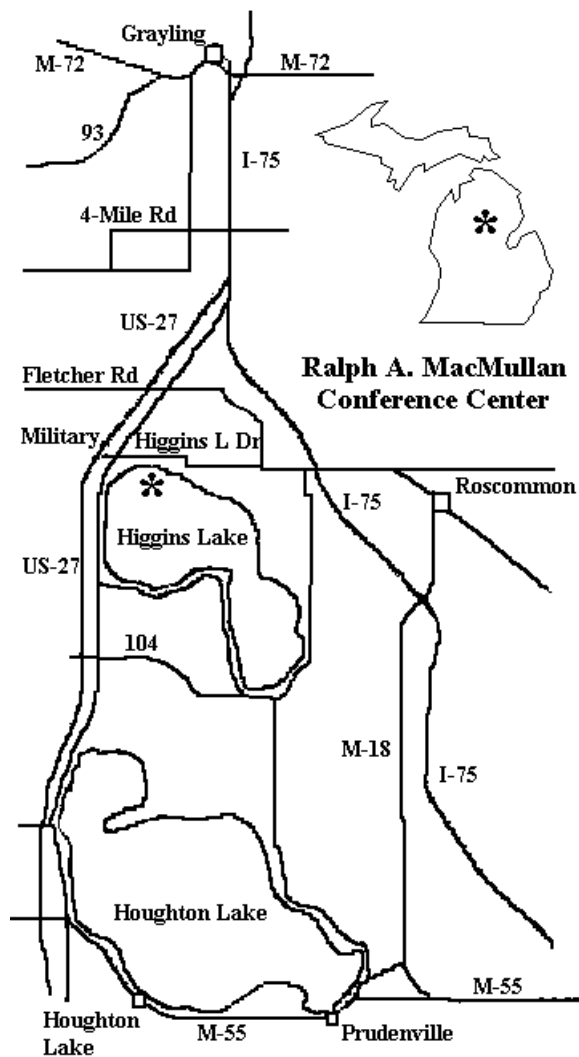 Grayling
M-72
M-72
93
I-75
4-Mile Rd
US-27
Ralph A. MacMullan
Conference Center
Fletcher Rd
Military
Higgins L Dr
I-75
Roscommon
Higgins Lake
US-27
104
M-18
I-75
Houghton Lake
M-55
Houghton
Lake
M-55
Prudenville